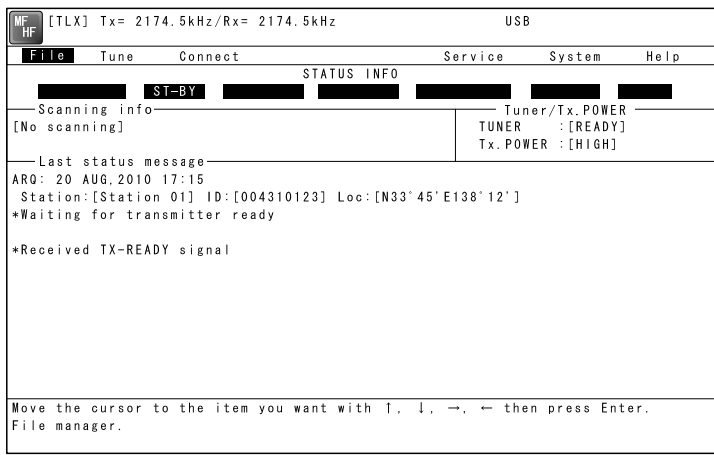 MF HF [TLX] Tx= 2174.5kHz/Rx= 2174.5kHz USB
File Tune Connect Service System Help
STATUS INFO
ST-BY
Scanning info Tuner/Tx.POWER
[No scanning] TUNER :[READY]
Tx.POWER :[HIGH]
Last status message
ARQ: 20 AUG,2010 17:15
Station:[Station 01] ID:[004310123] Loc:[N33°45'E138°12']
*Waiting for transmitter ready
*Received TX-READY signal
Move the cursor to the item you want with ↑, ↓, →, ← then press Enter.
File manager.